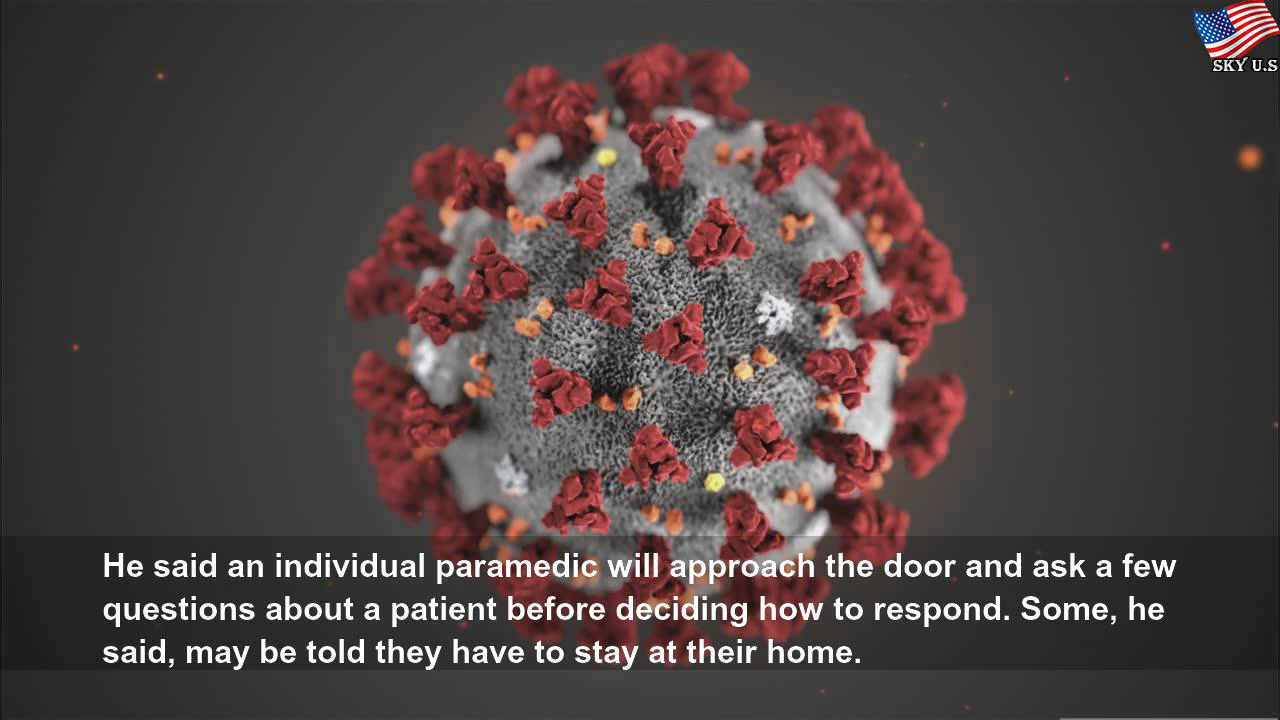 SKY U.S
He said an individual paramedic will approach the door and ask a few
questions about a patient before deciding how to respond. Some, he
said, may be told they have to stay at their home.